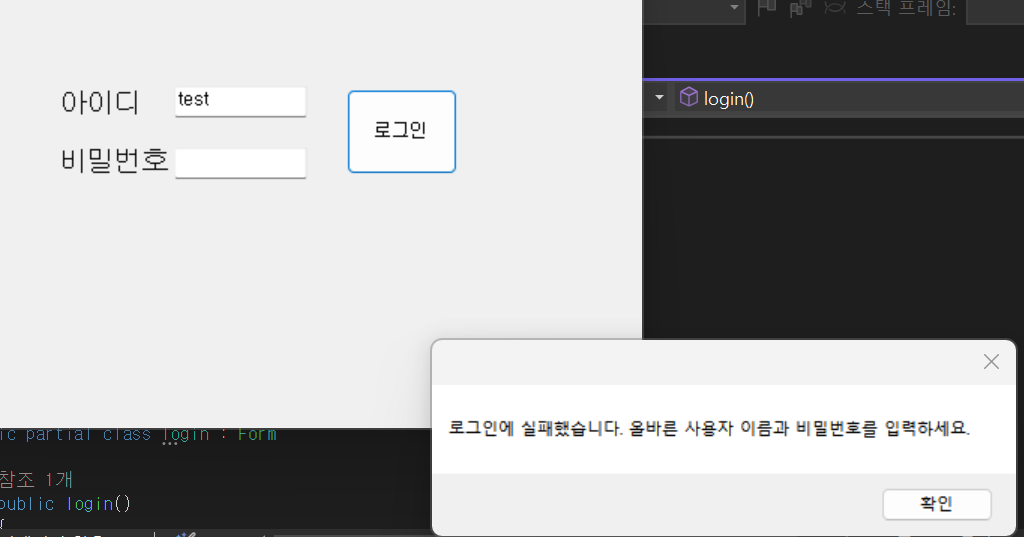 스택 프레임:
login()
아이디 test
로그인
비밀번호
로그인에 실패했습니다. 올바른 사용자 이름과 비밀번호를 입력하세요.
확인
ic partial class login : Form
참조 1개
public login()
{